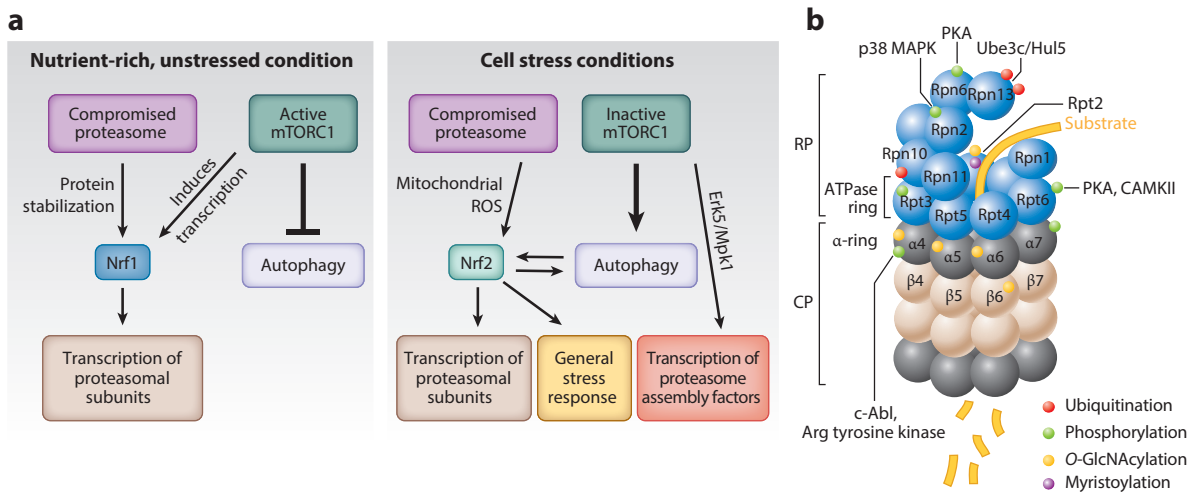 a
Nutrient-rich, unstressed condition
Compromised
proteasome
Active
mTORC1
Protein
stabilization
Induces
transcription
Nrf1
Autophagy
Transcription of
proteasomal
subunits
Cell stress conditions
Compromised
proteasome
Inactive
mTORC1
Mitochondrial
ROS
Erk5/Mpk1
Nrf2
Autophagy
Transcription of
proteasomal
subunits
General
stress
response
Transcription of
proteasome
assembly factors
b
PKA
p38 MAPK
Ube3c/Hul5
Rpn6
Rpn13
Rpn2
Rpt2
Substrate
RP
Rpn10
Rpn1
Rpn11
ATPase
ring
Rpt3
Rpt6
PKA, CAMKII
Rpt5
Rpt4
α-ring
α4
α5
α6
α7
CP
β4
β5
β6
β7
c-Abl,
Arg tyrosine kinase
Ubiquitination
Phosphorylation
O-GlcNAcylation
Myristoylation